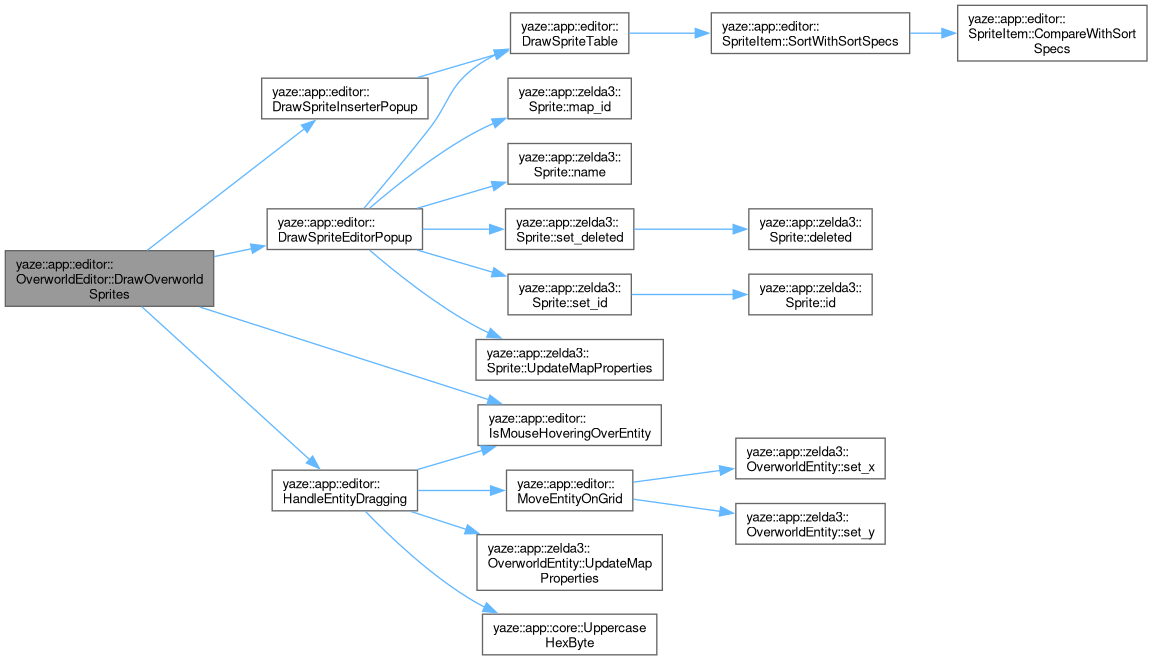 yaze::app::editor::
OverworldEditor::DrawOverworld
Sprites
yaze::app::editor::
DrawSpriteInserterPopup
yaze::app::editor::
DrawSpriteTable
yaze::app::editor::
SpriteItem::SortWithSortSpecs
yaze::app::editor::
SpriteItem::CompareWithSort
Specs
yaze::app::editor::
DrawSpriteEditorPopup
yaze::app::zelda3::
Sprite::map_id
yaze::app::zelda3::
Sprite::name
yaze::app::zelda3::
Sprite::set_deleted
yaze::app::zelda3::
Sprite::deleted
yaze::app::zelda3::
Sprite::set_id
yaze::app::zelda3::
Sprite::id
yaze::app::zelda3::
Sprite::UpdateMapProperties
yaze::app::editor::
IsMouseHoveringOverEntity
yaze::app::editor::
HandleEntityDragging
yaze::app::editor::
MoveEntityOnGrid
yaze::app::zelda3::
OverworldEntity::set_x
yaze::app::zelda3::
OverworldEntity::set_y
yaze::app::zelda3::
OverworldEntity::UpdateMap
Properties
yaze::app::core::Uppercase
HexByte